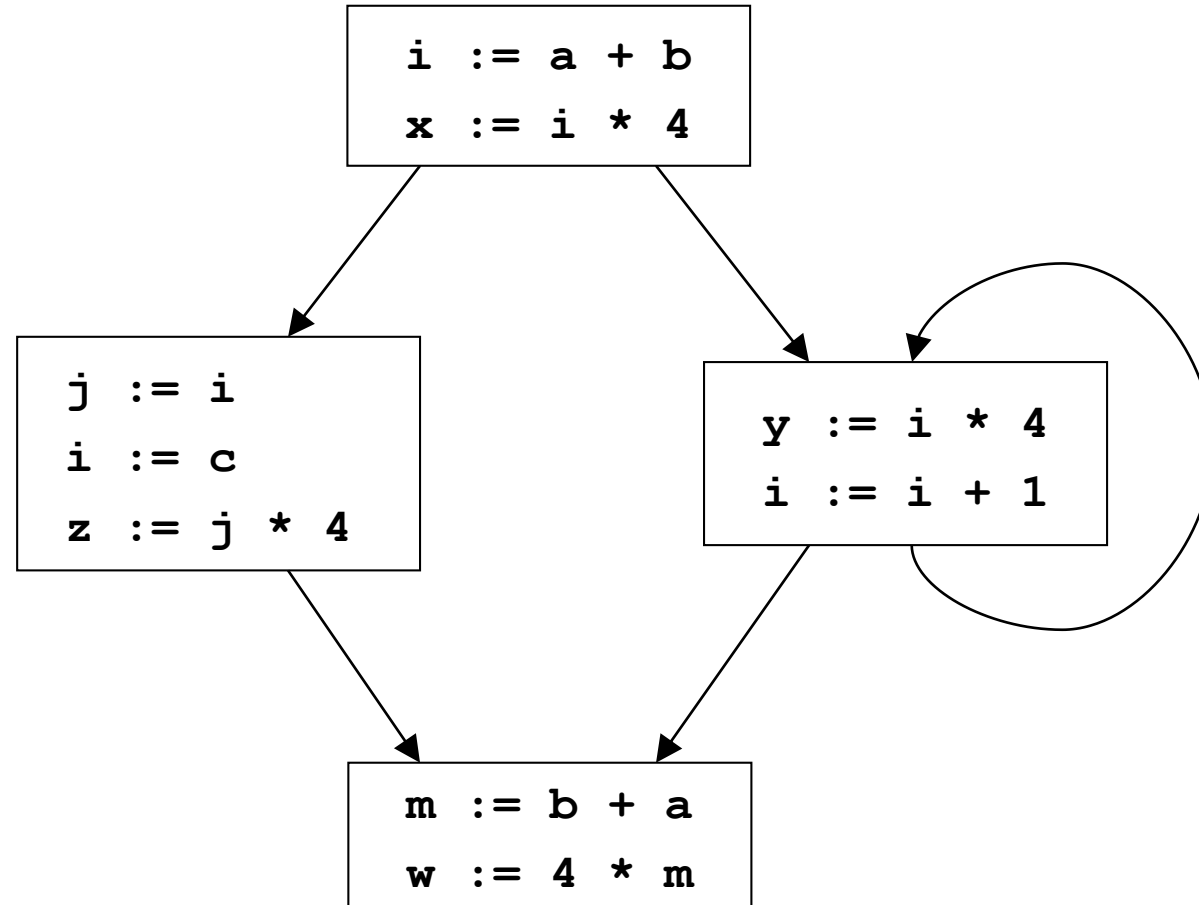 i := a + b
x := i * 4
j := i
i := c
z := j * 4
y := i * 4
i := i + 1
m := b + a
w := 4 * m